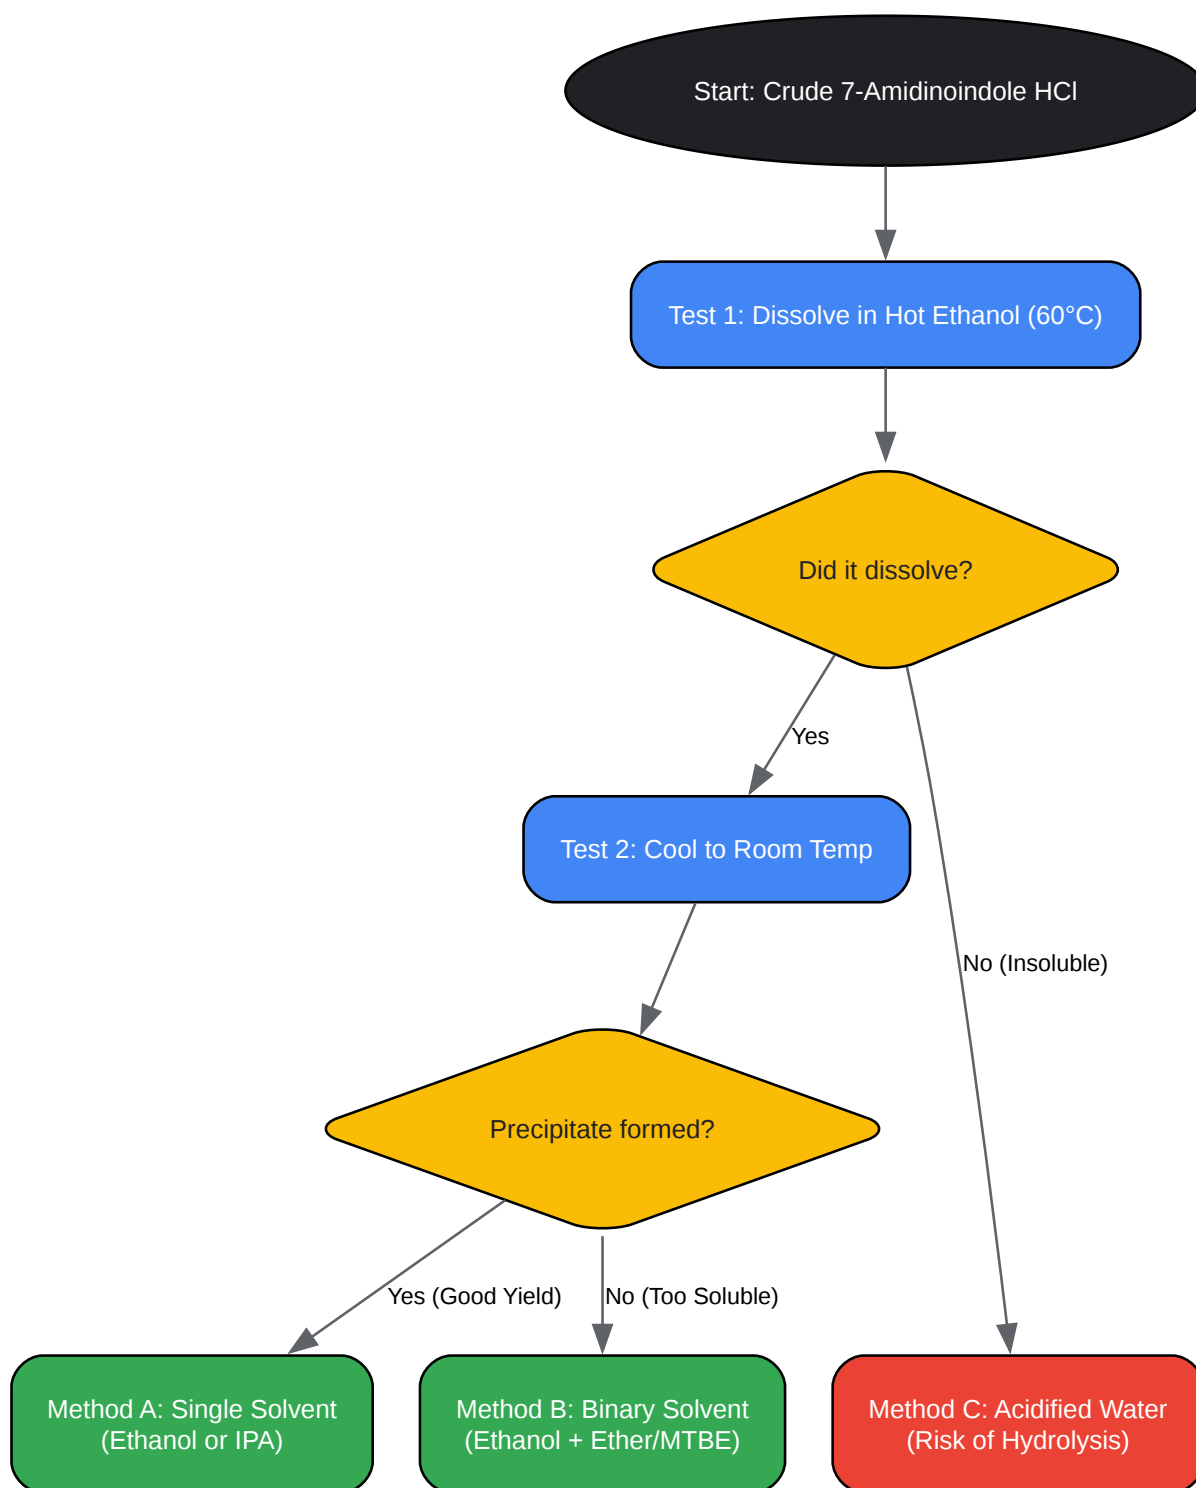 Start: Crude 7-Amidinoindole HCl
Test 1: Dissolve in Hot Ethanol (60°C)
Did it dissolve?
Yes
Test 2: Cool to Room Temp
No (Insoluble)
Precipitate formed?
Yes (Good Yield)
No (Too Soluble)
Method A: Single Solvent
(Ethanol or IPA)
Method B: Binary Solvent
(Ethanol + Ether/MTBE)
Method C: Acidified Water
(Risk of Hydrolysis)